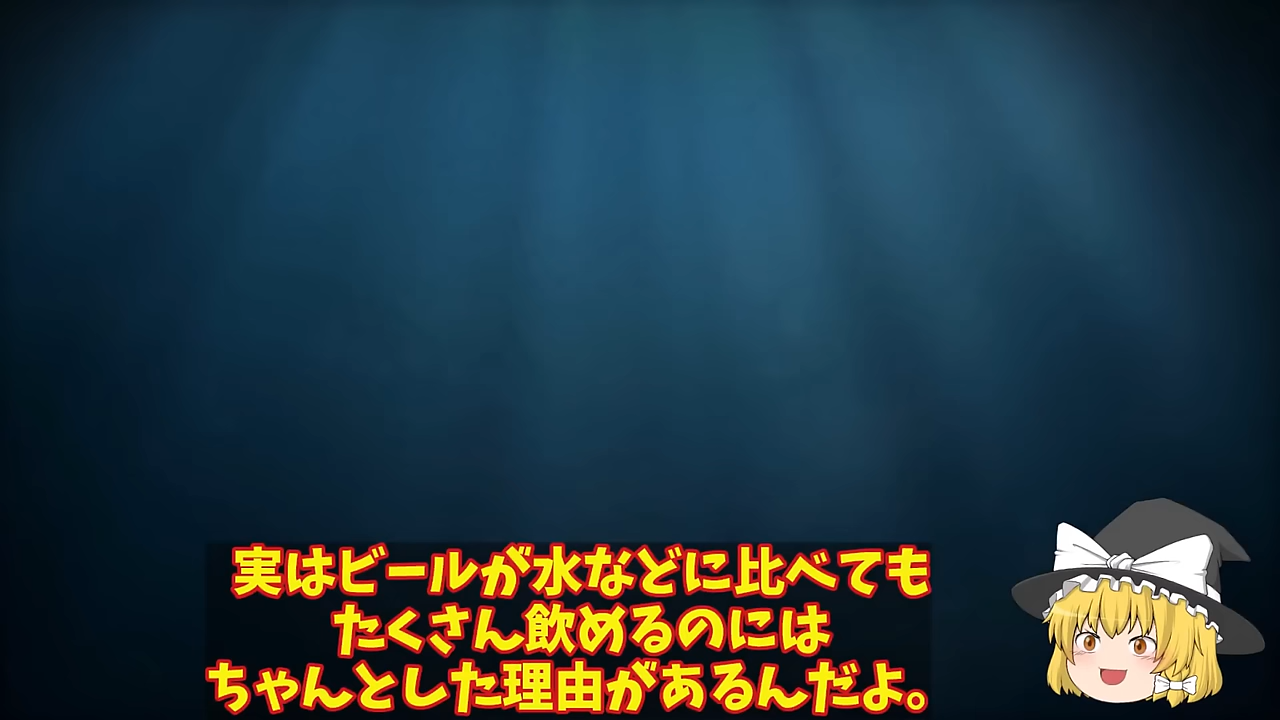 実はビールが水などに比べても
たくさん飲めるのには
ちゃんとした理由があるんだよ。